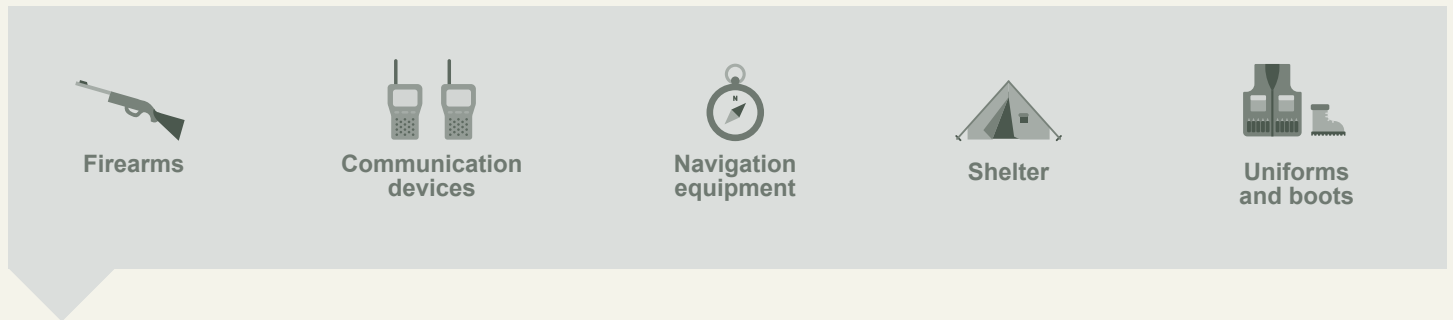 N
Firearms
Communication
devices
Navigation
equipment
Shelter
Uniforms
and boots